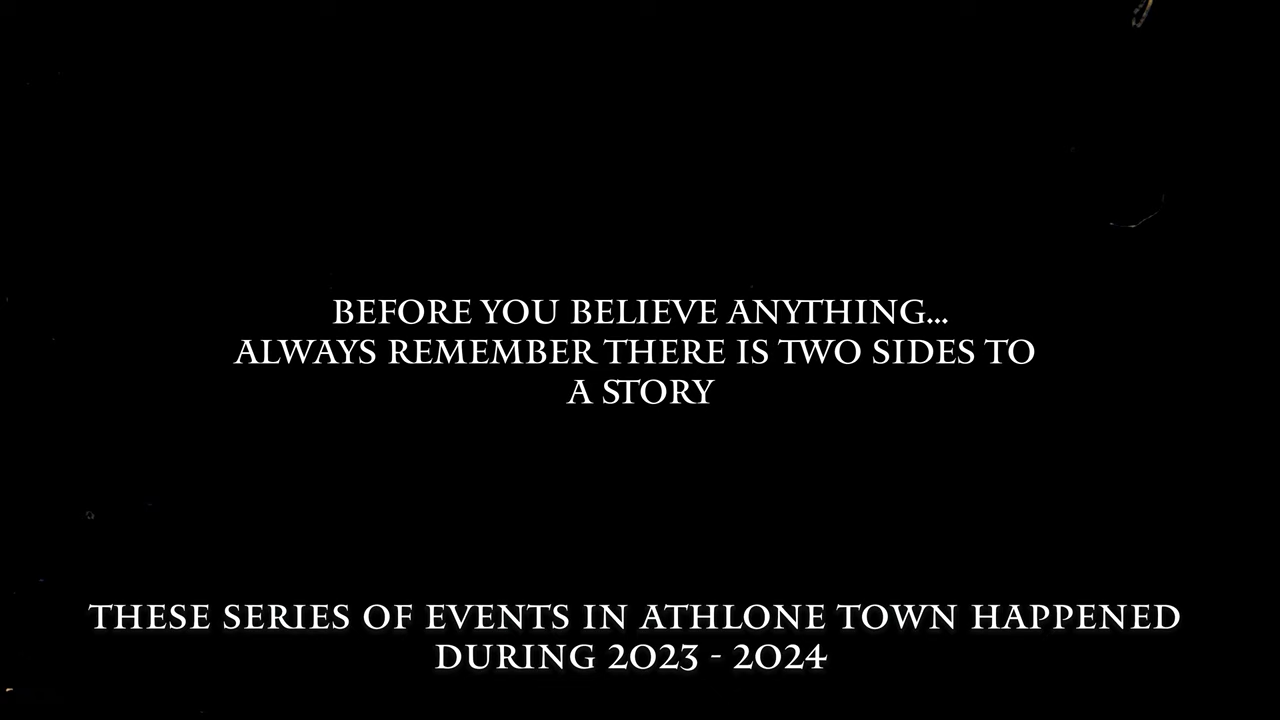 BEFORE YOU BELIEVE ANYTHING...
ALWAYS REMEMBER THERE IS TWO SIDES TO
A STORY
THESE SERIES OF EVENTS IN ATHLONE TOWN HAPPENED
DURING 2023 - 2024